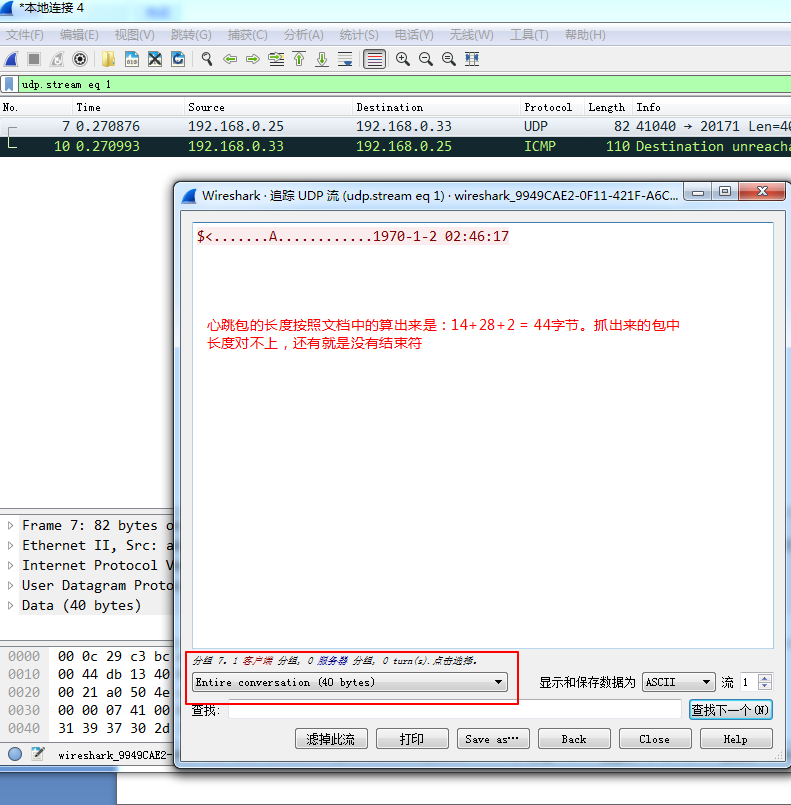 *本地连接 4
文件(F) 编辑(E) 视图(V) 跳转(G) 捕获(C) 分析(A) 统计(S) 电话(Y) 无线(W) 工具(T) 帮助(H)
udp.stream eq 1
No. Time Source Destination Protocol Length Info
7 0.270876 192.168.0.25 192.168.0.33 UDP 82 41040 → 20171 Len=40
10 0.270993 192.168.0.33 192.168.0.25 ICMP 110 Destination unreacha
Wireshark · 追踪 UDP 流 (udp.stream eq 1) · wireshark_9949CAE2-0F11-421F-A6C...
$<.......A............1970-1-2 02:46:17
心跳包的长度按照文档中的算出来是：14+28+2 = 44字节。抓出来的包中
长度对不上，还有就是没有结束符
Frame 7: 82 bytes o
Ethernet II, Src: a
Internet Protocol V
User Datagram Proto
Data (40 bytes)
0000 00 0c 29 c3 bc
0010 00 44 db 13 40
0020 00 21 a0 50 4e
0030 00 00 07 41 00
0040 31 39 37 30 2d
分组 7。1 客户端 分组, 0 服务器 分组, 0 turn(s).点击选择。
Entire conversation (40 bytes)
显示和保存数据为 ASCII 流 1
查找:
查找下一个(N)
滤掉此流 打印 Save as… Back Close Help
wireshark_9949CAE2-